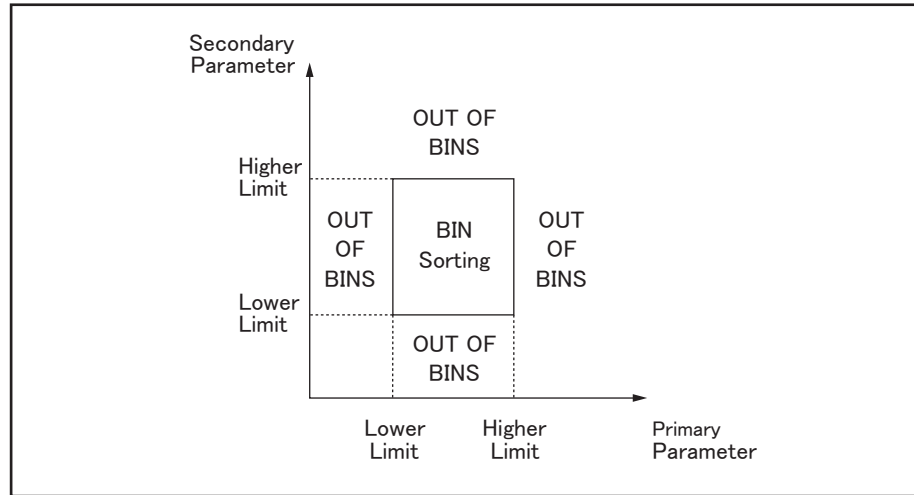 Secondary
Parameter
OUT OF
BINS
Higher
Limit
OUT
OF
BINS
BIN
Sorting
OUT
OF
BINS
Lower
Limit
OUT OF
BINS
Lower
Limit
Higher
Limit
Primary
Parameter